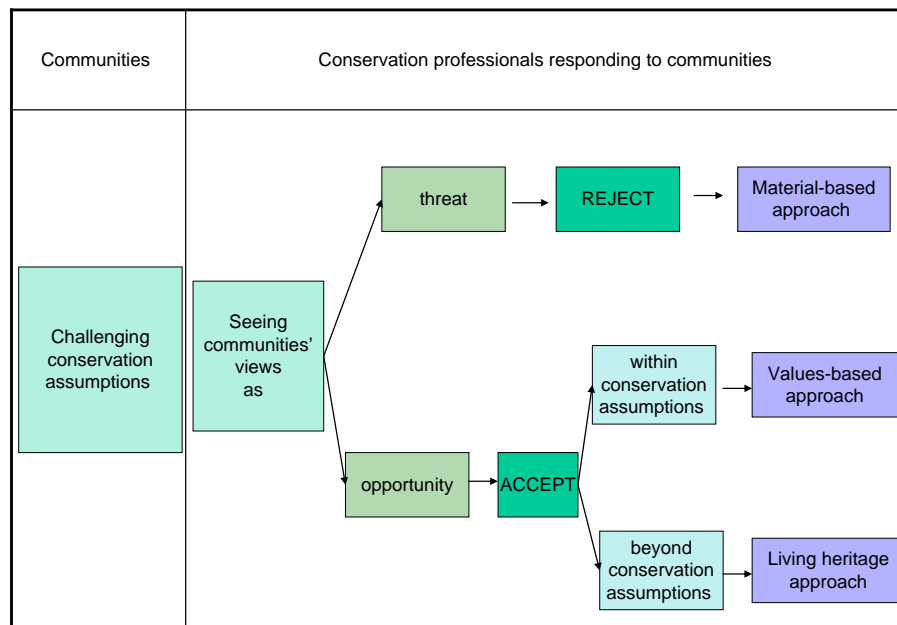 Communities
Conservation professionals responding to communities
Challenging
conservation
assumptions
Seeing
communities’
views
as
threat
REJECT
Material-based
approach
opportunity
ACCEPT
within
conservation
assumptions
Values-based
approach
beyond
conservation
assumptions
Living heritage
approach